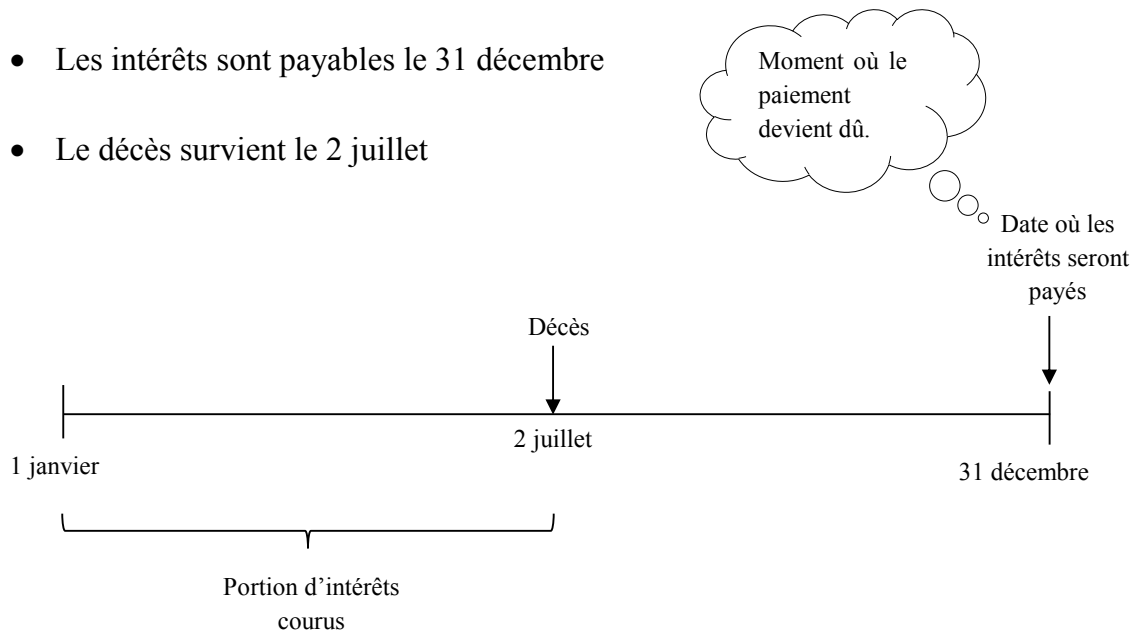 • Les intérêts sont payables le 31 décembre
• Le décès survient le 2 juillet
Moment où le
paiement
devient dû.
Date où les
intérêts seront
payés
Décès
2 juillet
1 janvier
31 décembre
Portion d’intérêts
courus